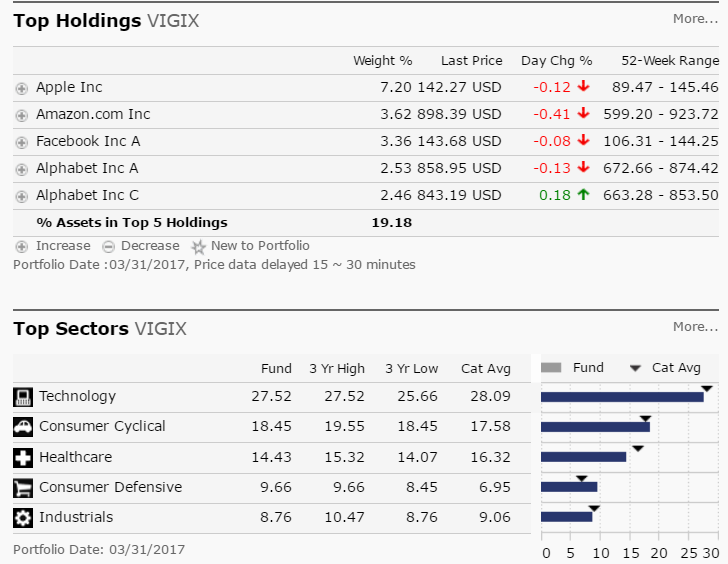 Top Holdings VIGIX More...
Weight % Last Price Day Chg % 52-Week Range
Apple Inc 7.20 142.27 USD -0.12 89.47 - 145.46
Amazon.com Inc 3.62 898.39 USD -0.41 599.20 - 923.72
Facebook Inc A 3.36 143.68 USD -0.08 106.31 - 144.25
Alphabet Inc A 2.53 858.95 USD -0.13 672.66 - 874.42
Alphabet Inc C 2.46 843.19 USD 0.18 663.28 - 853.50
% Assets in Top 5 Holdings 19.18
Increase Decrease New to Portfolio
Portfolio Date :03/31/2017, Price data delayed 15 ~ 30 minutes
Top Sectors VIGIX More...
Fund 3 Yr High 3 Yr Low Cat Avg Fund Cat Avg
Technology 27.52 27.52 25.66 28.09
Consumer Cyclical 18.45 19.55 18.45 17.58
Healthcare 14.43 15.32 14.07 16.32
Consumer Defensive 9.66 9.66 8.45 6.95
Industrials 8.76 10.47 8.76 9.06
Portfolio Date: 03/31/2017 0 5 10 15 20 25 30